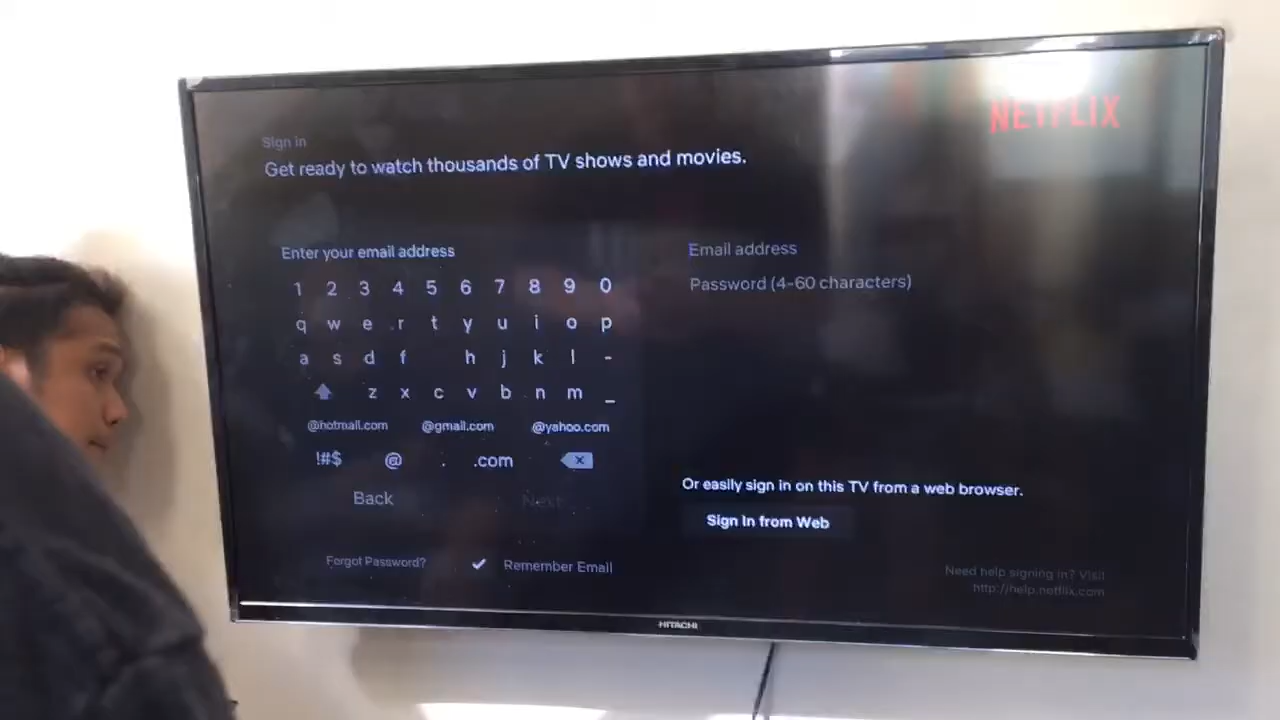 NETFLIX
Sign in
Get ready to watch thousands of TV shows and movies.
Enter your email address
1 2 3 4 5 6 7 8 9 0
q w e r t y u i o p
a s d f h j k l -
z x c v b n m _
@hotmail.com @gmail.com @yahoo.com
!#$ @ . .com
Back Next
Forgot Password? Remember Email
Email address
Password (4-60 characters)
Or easily sign in on this TV from a web browser.
Sign In from Web
Need help signing in? Visit
http://help.netflix.com
HITACHI